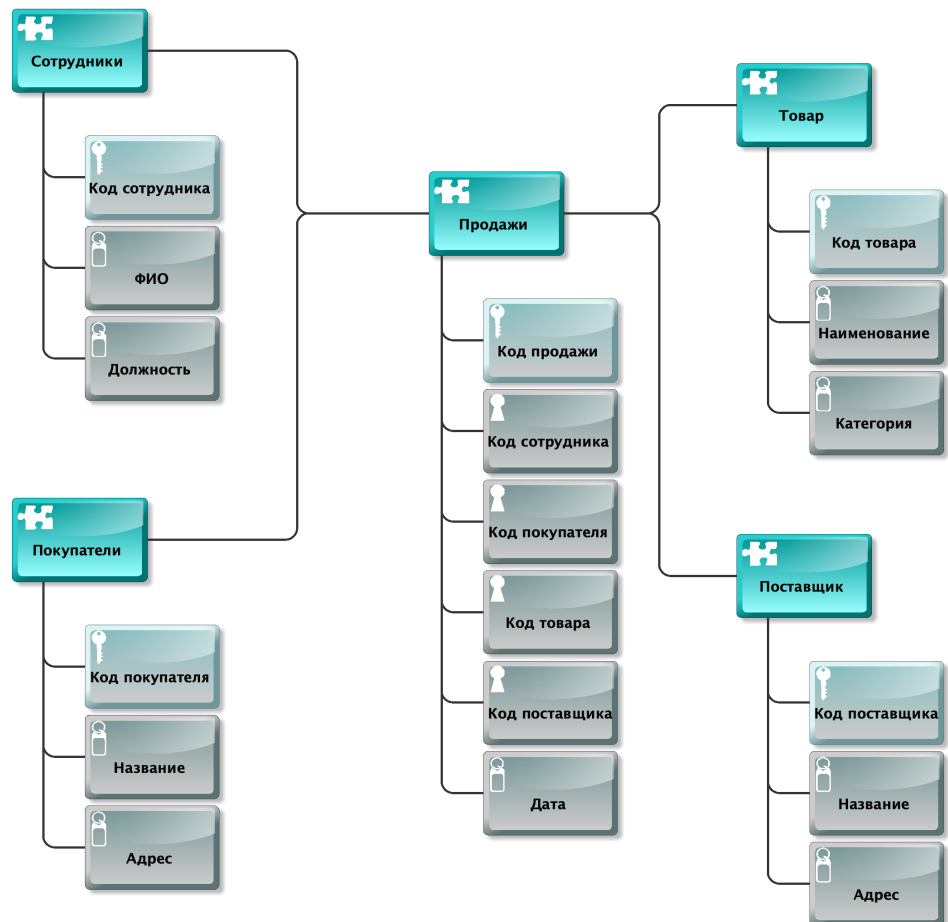 Сотрудники
Код сотрудника
ФИО
Должность
Покупатели
Код покупателя
Название
Адрес
Продажи
Код продажи
Код сотрудника
Код покупателя
Код товара
Код поставщика
Дата
Товар
Код товара
Наименование
Категория
Поставщик
Код поставщика
Название
Адрес